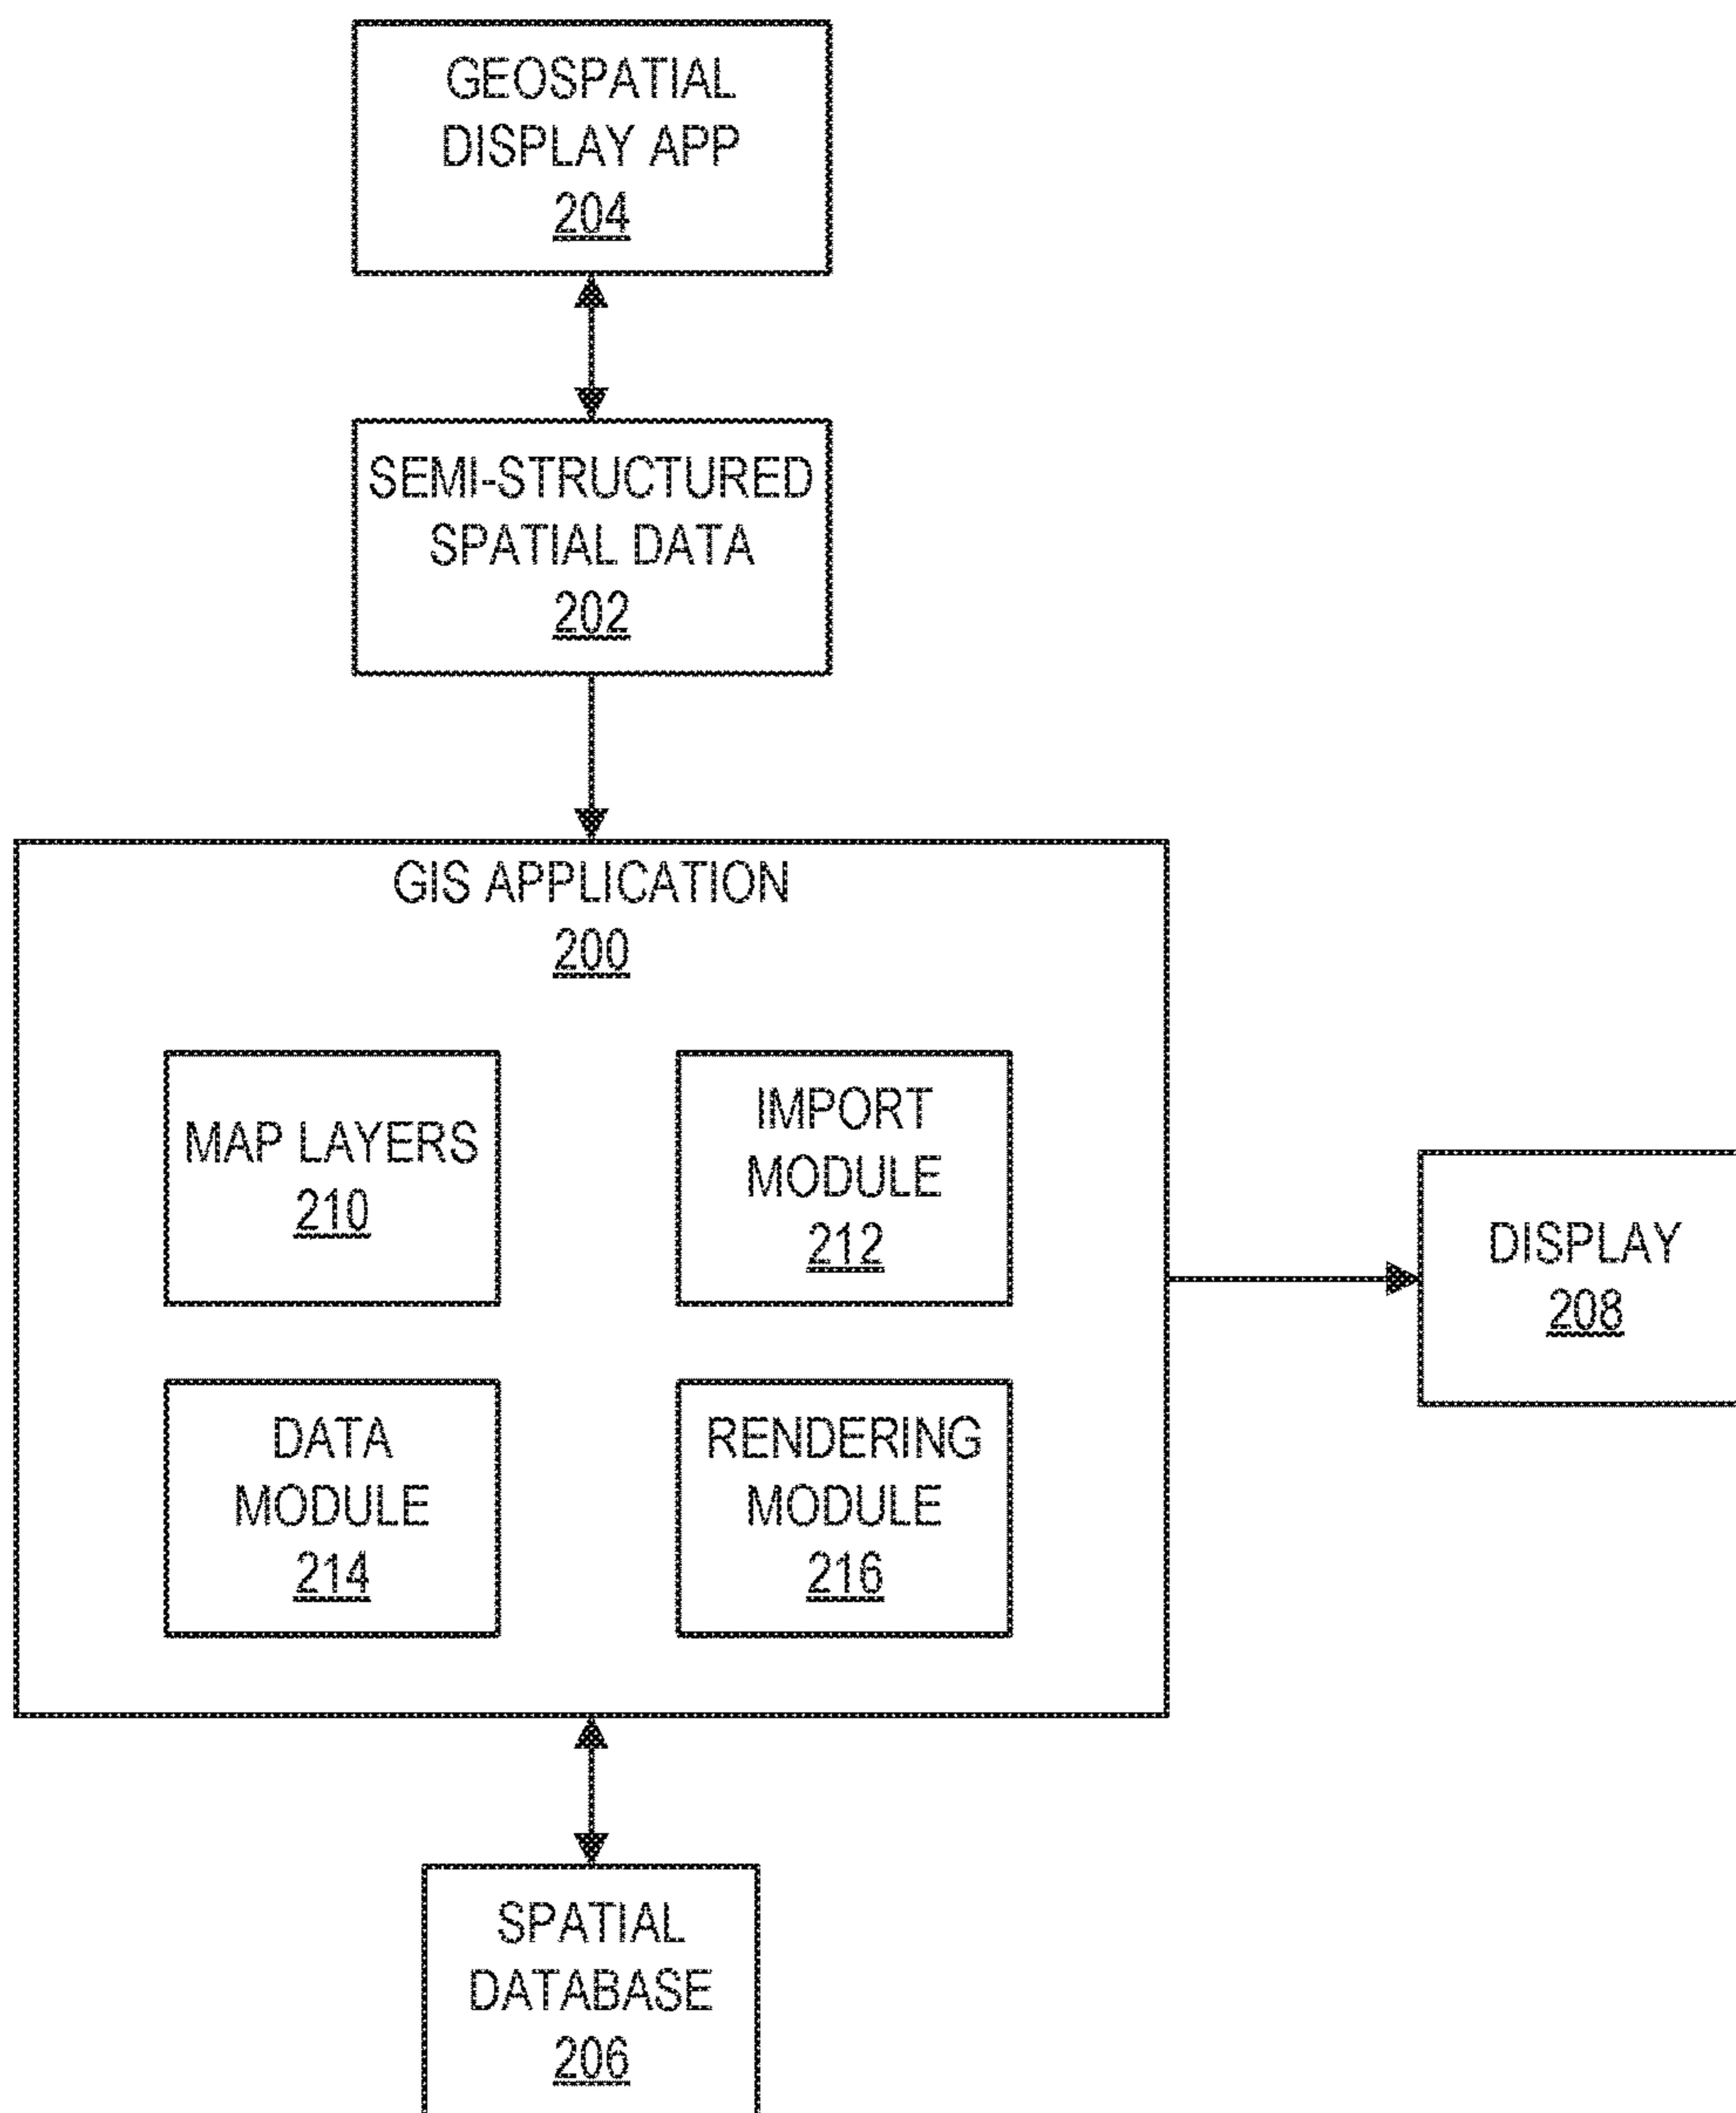 GEOSPATIAL
DISPLAY APP
204
SEMI-STRUCTURED
SPATIAL DATA
202
GIS APPLICATION
200
MAP LAYERS
210
IMPORT
MODULE
212
DATA
MODULE
214
RENDERING
MODULE
216
DISPLAY
208
SPATIAL
DATABASE
206